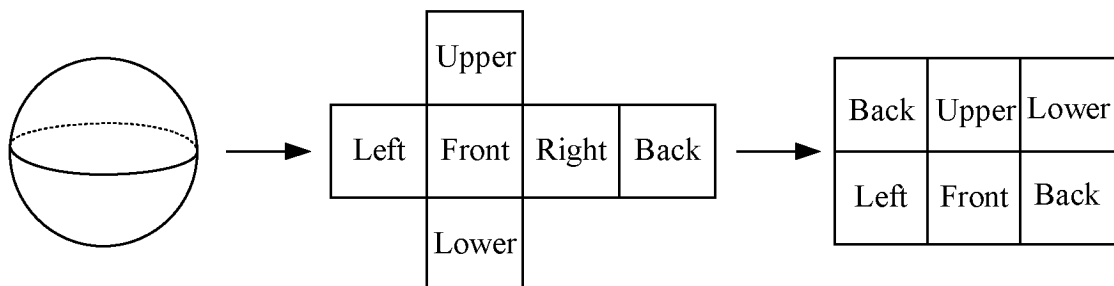 Upper
Left Front Right Back
Lower
Back Upper Lower
Left Front Back